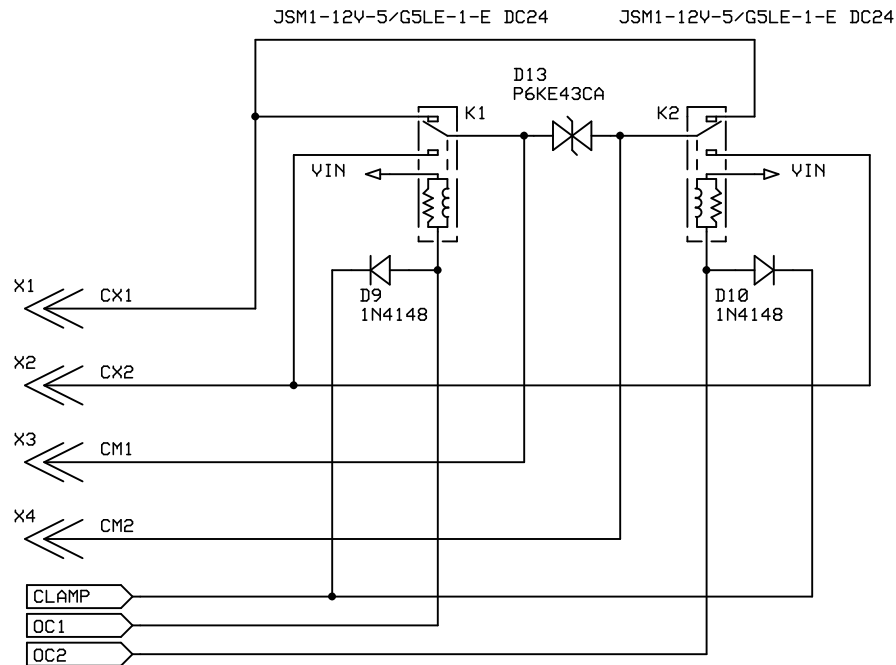 JSM1-12V-5/G5LE-1-E DC24
JSM1-12V-5/G5LE-1-E DC24
D13
P6KE43CA
K1
K2
VIN
VIN
X1
CX1
D9
1N4148
D10
1N4148
X2
CX2
X3
CM1
X4
CM2
CLAMP
OC1
OC2